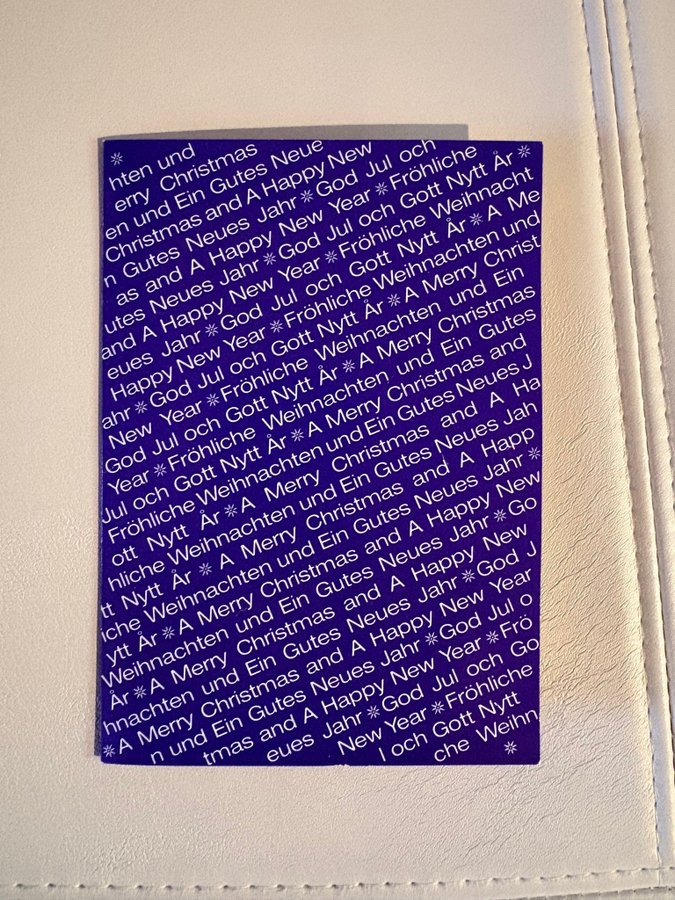 ✳
hten und
erry Christmas
en und Ein Gutes Neue
Christmas and A Happy New
n Gutes Neues Jahr ✳ God Jul och
as and A Happy New Year ✳ Fröhliche
utes Neues Jahr ✳ God Jul och Gott Nytt År ✳
and A Happy New Year ✳ Fröhliche Weihnacht
eues Jahr ✳ God Jul och Gott Nytt År ✳ A Me
Happy New Year ✳ Fröhliche Weihnachten und
ahr ✳ God Jul och Gott Nytt År ✳ A Merry Christ
New Year ✳ Fröhliche Weihnachten und Ein
God Jul och Gott Nytt År ✳ A Merry Christmas
Year ✳ Fröhliche Weihnachten und Ein Gutes
Jul och Gott Nytt År ✳ A Merry Christmas and
Fröhliche Weihnachten und Ein Gutes Neues J
ott Nytt År ✳ A Merry Christmas and A Ha
hliche Weihnachten und Ein Gutes Neues Jah
tt Nytt År ✳ A Merry Christmas and A Happ
iche Weihnachten und Ein Gutes Neues Jahr ✳
ytt År ✳ A Merry Christmas and A Happy New
Weihnachten und Ein Gutes Neues Jahr ✳ Go
År ✳ A Merry Christmas and A Happy New
hnachten und Ein Gutes Neues Jahr ✳ God J
✳ A Merry Christmas and A Happy New Year
n und Ein Gutes Neues Jahr ✳ God Jul o
tmas and A Happy New Year ✳ Frö
eues Jahr ✳ God Jul och Go
New Year ✳ Fröhliche
l och Gott Nytt
che Weihn
✳